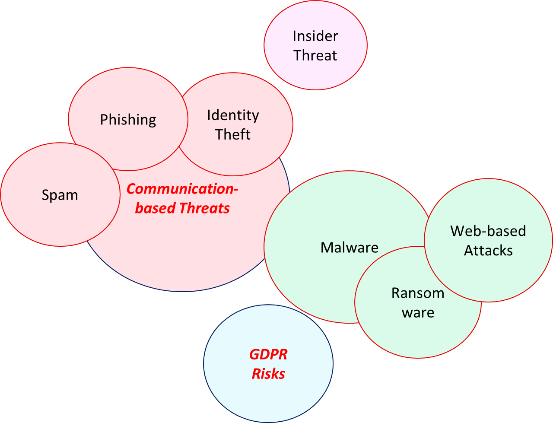 Insider
Threat
Phishing
Identity
Theft
Spam
Communication-
based Threats
Malware
Web-based
Attacks
Ransom
ware
GDPR
Risks